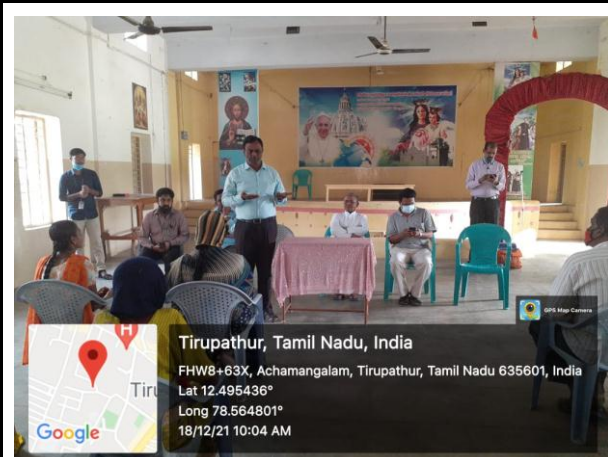 GPS Map Camera
H
Tiru
Google
Tirupathur, Tamil Nadu, India
FHW8+63X, Achamangalam, Tirupathur, Tamil Nadu 635601, India
Lat 12.495436°
Long 78.564801°
18/12/21 10:04 AM